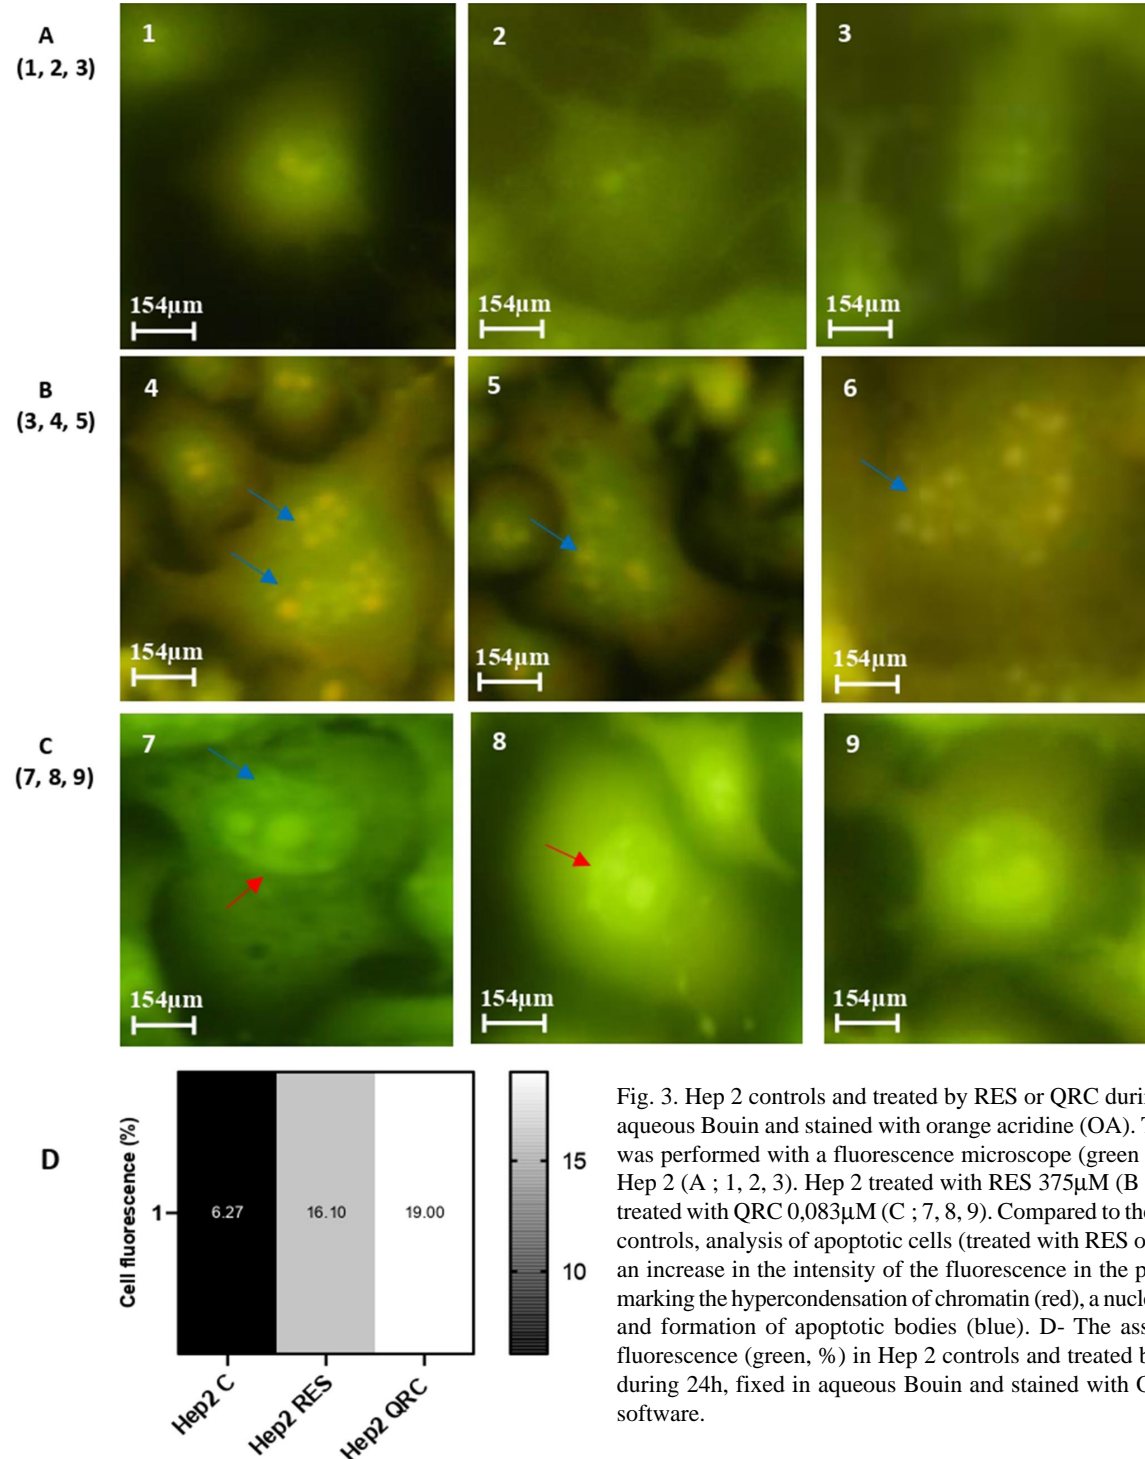 A
(1, 2, 3)
1
2
3
154µm
154µm
154µm
B
(3, 4, 5)
4
5
6
154µm
154µm
154µm
C
(7, 8, 9)
7
8
9
154µm
154µm
154µm
D
Cell fluorescence (%)
1
6.27
16.10
19.00
15
10
Hep2 C
Hep2 RES
Hep2 QRC
Fig. 3. Hep 2 controls and treated by RES or QRC
aqueous Bouin and stained with orange acridine (OA).
was performed with a fluorescence microscope (green
Hep 2 (A ; 1, 2, 3). Hep 2 treated with RES 375µM (B
treated with QRC 0,083µM (C ; 7, 8, 9). Compared to the
controls, analysis of apoptotic cells (treated with RES
an increase in the intensity of the fluorescence in the
marking the hypercondensation of chromatin (red), a
and formation of apoptotic bodies (blue). D- The
fluorescence (green, %) in Hep 2 controls and treated
during 24h, fixed in aqueous Bouin and stained with
software.